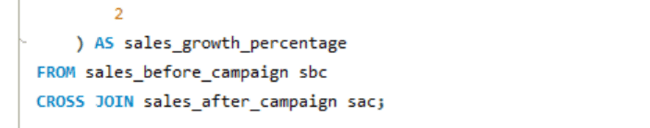 2
) AS sales_growth_percentage
FROM sales_before_campaign sbc
CROSS JOIN sales_after_campaign sac;